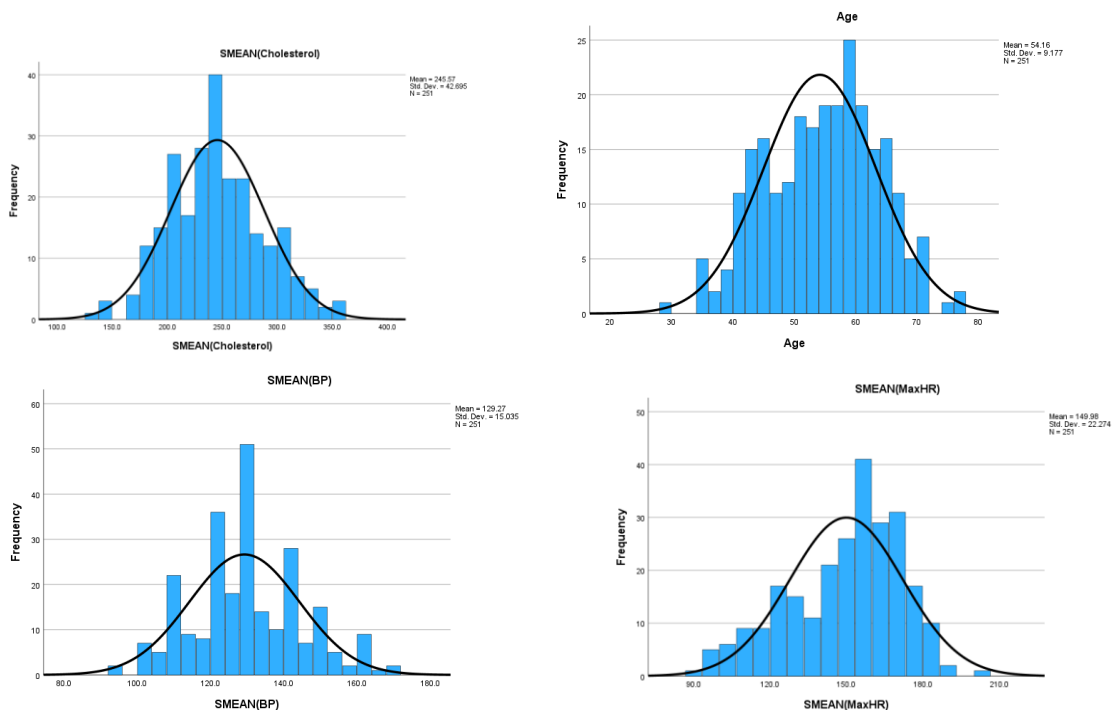 SMEAN(Cholesterol)
Mean = 245.57
Std. Dev. = 42.695
N = 251
40
30
20
10
0
Frequency
100.0 150.0 200.0 250.0 300.0 350.0 400.0
SMEAN(Cholesterol)
Age
Mean = 54.16
Std. Dev. = 9.177
N = 251
25
20
15
10
5
0
Frequency
20 30 40 50 60 70 80
Age
SMEAN(BP)
Mean = 129.27
Std. Dev. = 15.035
N = 251
60
50
40
30
20
10
0
Frequency
80.0 100.0 120.0 140.0 160.0 180.0
SMEAN(BP)
SMEAN(MaxHR)
Mean = 149.98
Std. Dev. = 22.274
N = 251
50
40
30
20
10
0
Frequency
90.0 120.0 150.0 180.0 210.0
SMEAN(MaxHR)